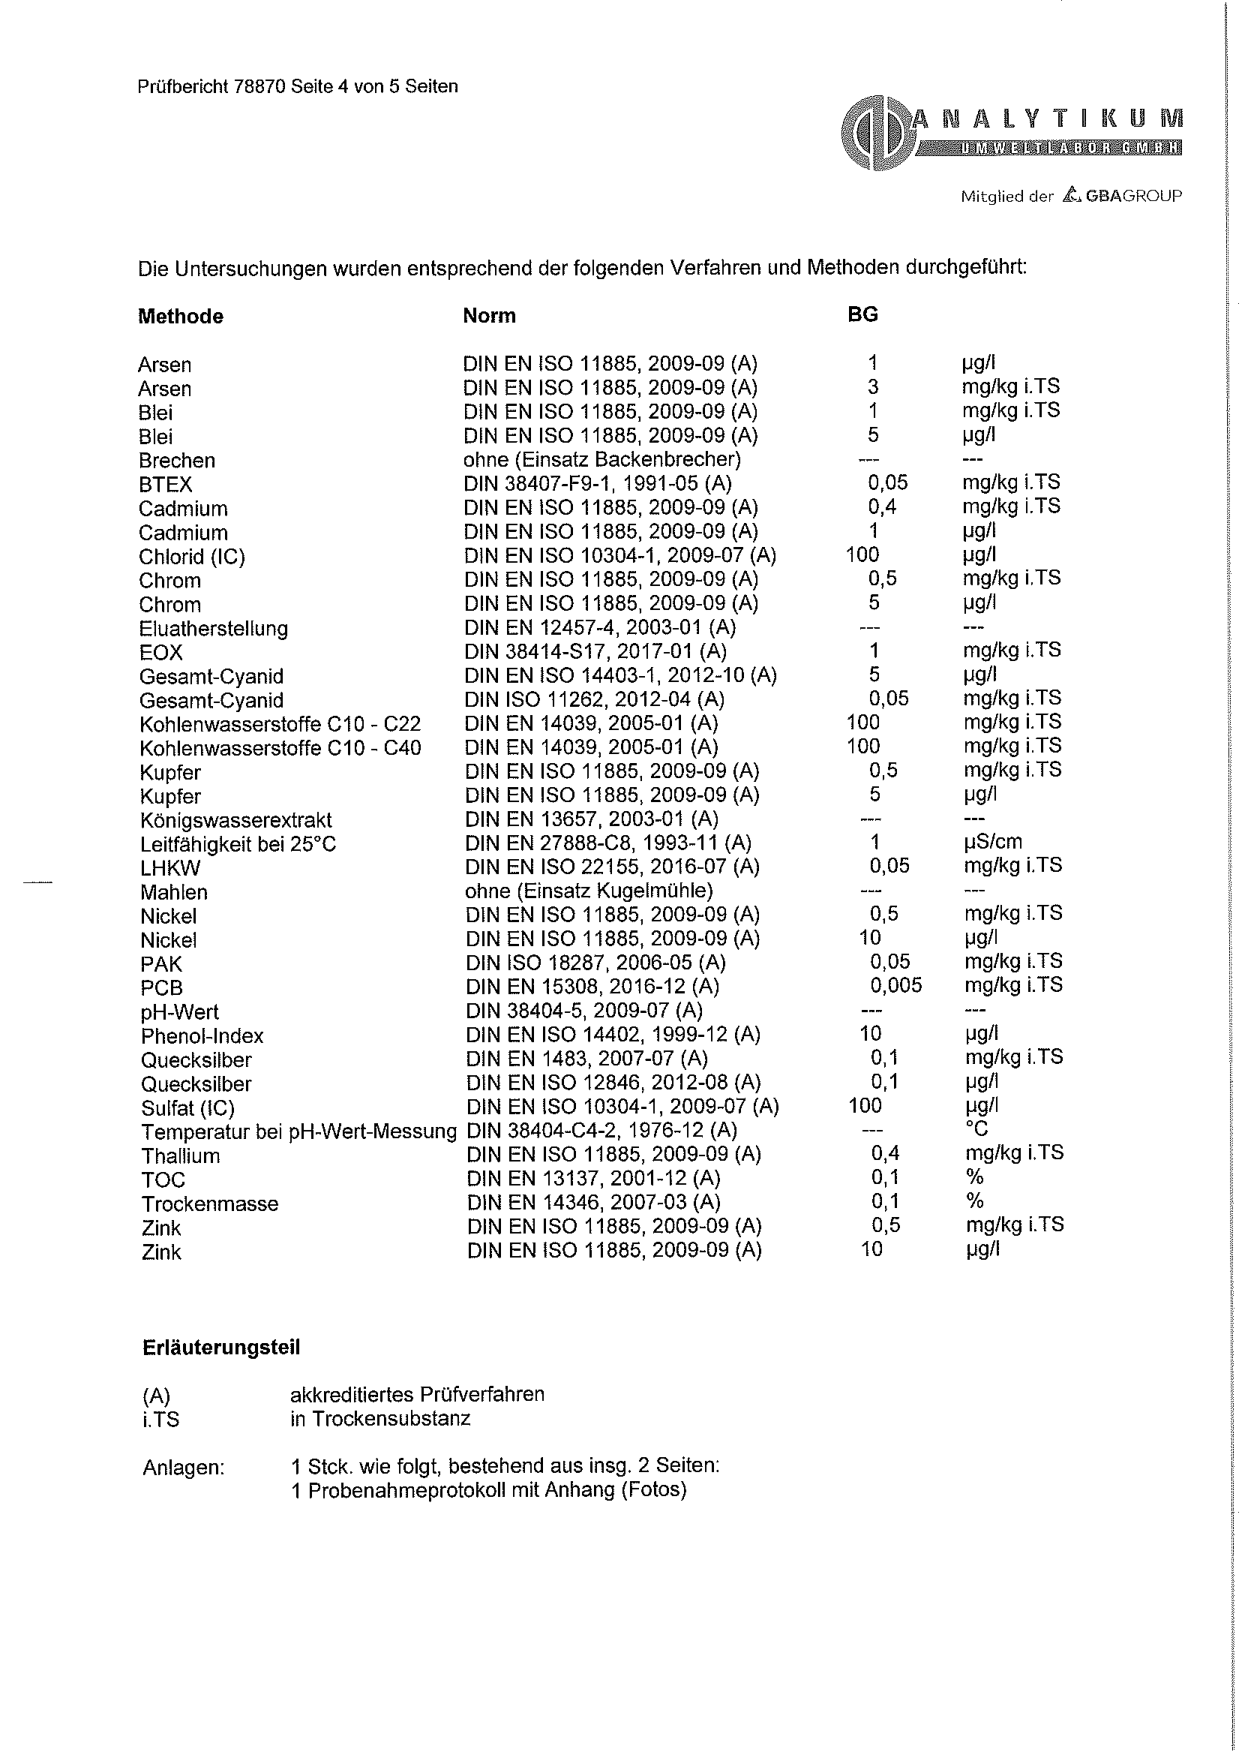 Prüfbericht 78870 Seite 4 von 5 Seiten
ANALYTIKUM
UMWELTLABOR GMBH
Mitglied der GBAGROUP
Die Untersuchungen wurden entsprechend der folgenden Verfahren und Methoden durchgeführt:
Methode Norm BG
Arsen DIN EN ISO 11885, 2009-09 (A) 1 µg/l
Arsen DIN EN ISO 11885, 2009-09 (A) 3 mg/kg i.TS
Blei DIN EN ISO 11885, 2009-09 (A) 1 mg/kg i.TS
Blei DIN EN ISO 11885, 2009-09 (A) 5 µg/l
Brechen ohne (Einsatz Backenbrecher) --- ---
BTEX DIN 38407-F9-1, 1991-05 (A) 0,05 mg/kg i.TS
Cadmium DIN EN ISO 11885, 2009-09 (A) 0,4 mg/kg i.TS
Cadmium DIN EN ISO 11885, 2009-09 (A) 1 µg/l
Chlorid (IC) DIN EN ISO 10304-1, 2009-07 (A) 100 µg/l
Chrom DIN EN ISO 11885, 2009-09 (A) 0,5 mg/kg i.TS
Chrom DIN EN ISO 11885, 2009-09 (A) 5 µg/l
Eluatherstellung DIN EN 12457-4, 2003-01 (A) --- ---
EOX DIN 38414-S17, 2017-01 (A) 1 mg/kg i.TS
Gesamt-Cyanid DIN EN ISO 14403-1, 2012-10 (A) 5 µg/l
Gesamt-Cyanid DIN ISO 11262, 2012-04 (A) 0,05 mg/kg i.TS
Kohlenwasserstoffe C10 - C22 DIN EN 14039, 2005-01 (A) 100 mg/kg i.TS
Kohlenwasserstoffe C10 - C40 DIN EN 14039, 2005-01 (A) 100 mg/kg i.TS
Kupfer DIN EN ISO 11885, 2009-09 (A) 0,5 mg/kg i.TS
Kupfer DIN EN ISO 11885, 2009-09 (A) 5 µg/l
Königswasserextrakt DIN EN 13657, 2003-01 (A) --- ---
Leitfähigkeit bei 25°C DIN EN 27888-C8, 1993-11 (A) 1 µS/cm
LHKW DIN EN ISO 22155, 2016-07 (A) 0,05 mg/kg i.TS
Mahlen ohne (Einsatz Kugelmühle) --- ---
Nickel DIN EN ISO 11885, 2009-09 (A) 0,5 mg/kg i.TS
Nickel DIN EN ISO 11885, 2009-09 (A) 10 µg/l
PAK DIN ISO 18287, 2006-05 (A) 0,05 mg/kg i.TS
PCB DIN EN 15308, 2016-12 (A) 0,005 mg/kg i.TS
pH-Wert DIN 38404-5, 2009-07 (A) --- ---
Phenol-Index DIN EN ISO 14402, 1999-12 (A) 10 µg/l
Quecksilber DIN EN 1483, 2007-07 (A) 0,1 mg/kg i.TS
Quecksilber DIN EN ISO 12846, 2012-08 (A) 0,1 µg/l
Sulfat (IC) DIN EN ISO 10304-1, 2009-07 (A) 100 µg/l
Temperatur bei pH-Wert-Messung DIN 38404-C4-2, 1976-12 (A) --- °C
Thallium DIN EN ISO 11885, 2009-09 (A) 0,4 mg/kg i.TS
TOC DIN EN 13137, 2001-12 (A) 0,1 %
Trockenmasse DIN EN 14346, 2007-03 (A) 0,1 %
Zink DIN EN ISO 11885, 2009-09 (A) 0,5 mg/kg i.TS
Zink DIN EN ISO 11885, 2009-09 (A) 10 µg/l
Erläuterungsteil
(A) akkreditiertes Prüfverfahren
i.TS in Trockensubstanz
Anlagen: 1 Stck. wie folgt, bestehend aus insg. 2 Seiten:
1 Probenahmeprotokoll mit Anhang (Fotos)